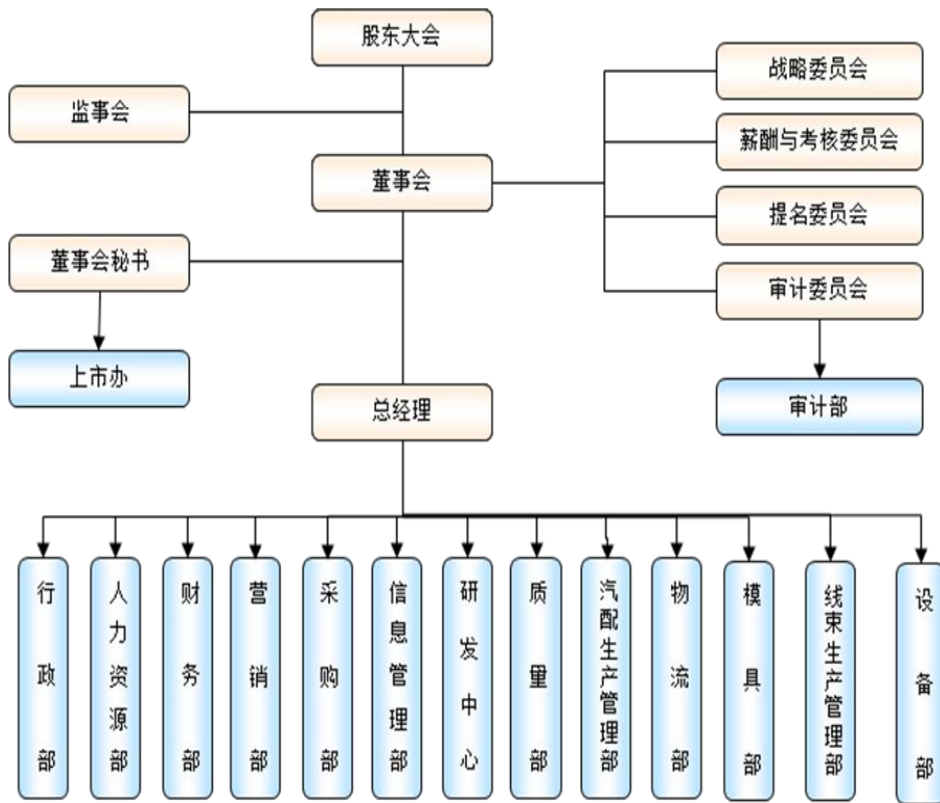 股东大会
战略委员会
监事会
薪酬与考核委员会
董事会
提名委员会
董事会秘书
审计委员会
上市办
总经理
审计部
行政部
人力资源部
财务部
营销部
采购部
信息管理部
研发中心
质量部
汽配生产管理部
物流部
模具部
线束生产管理部
设备部